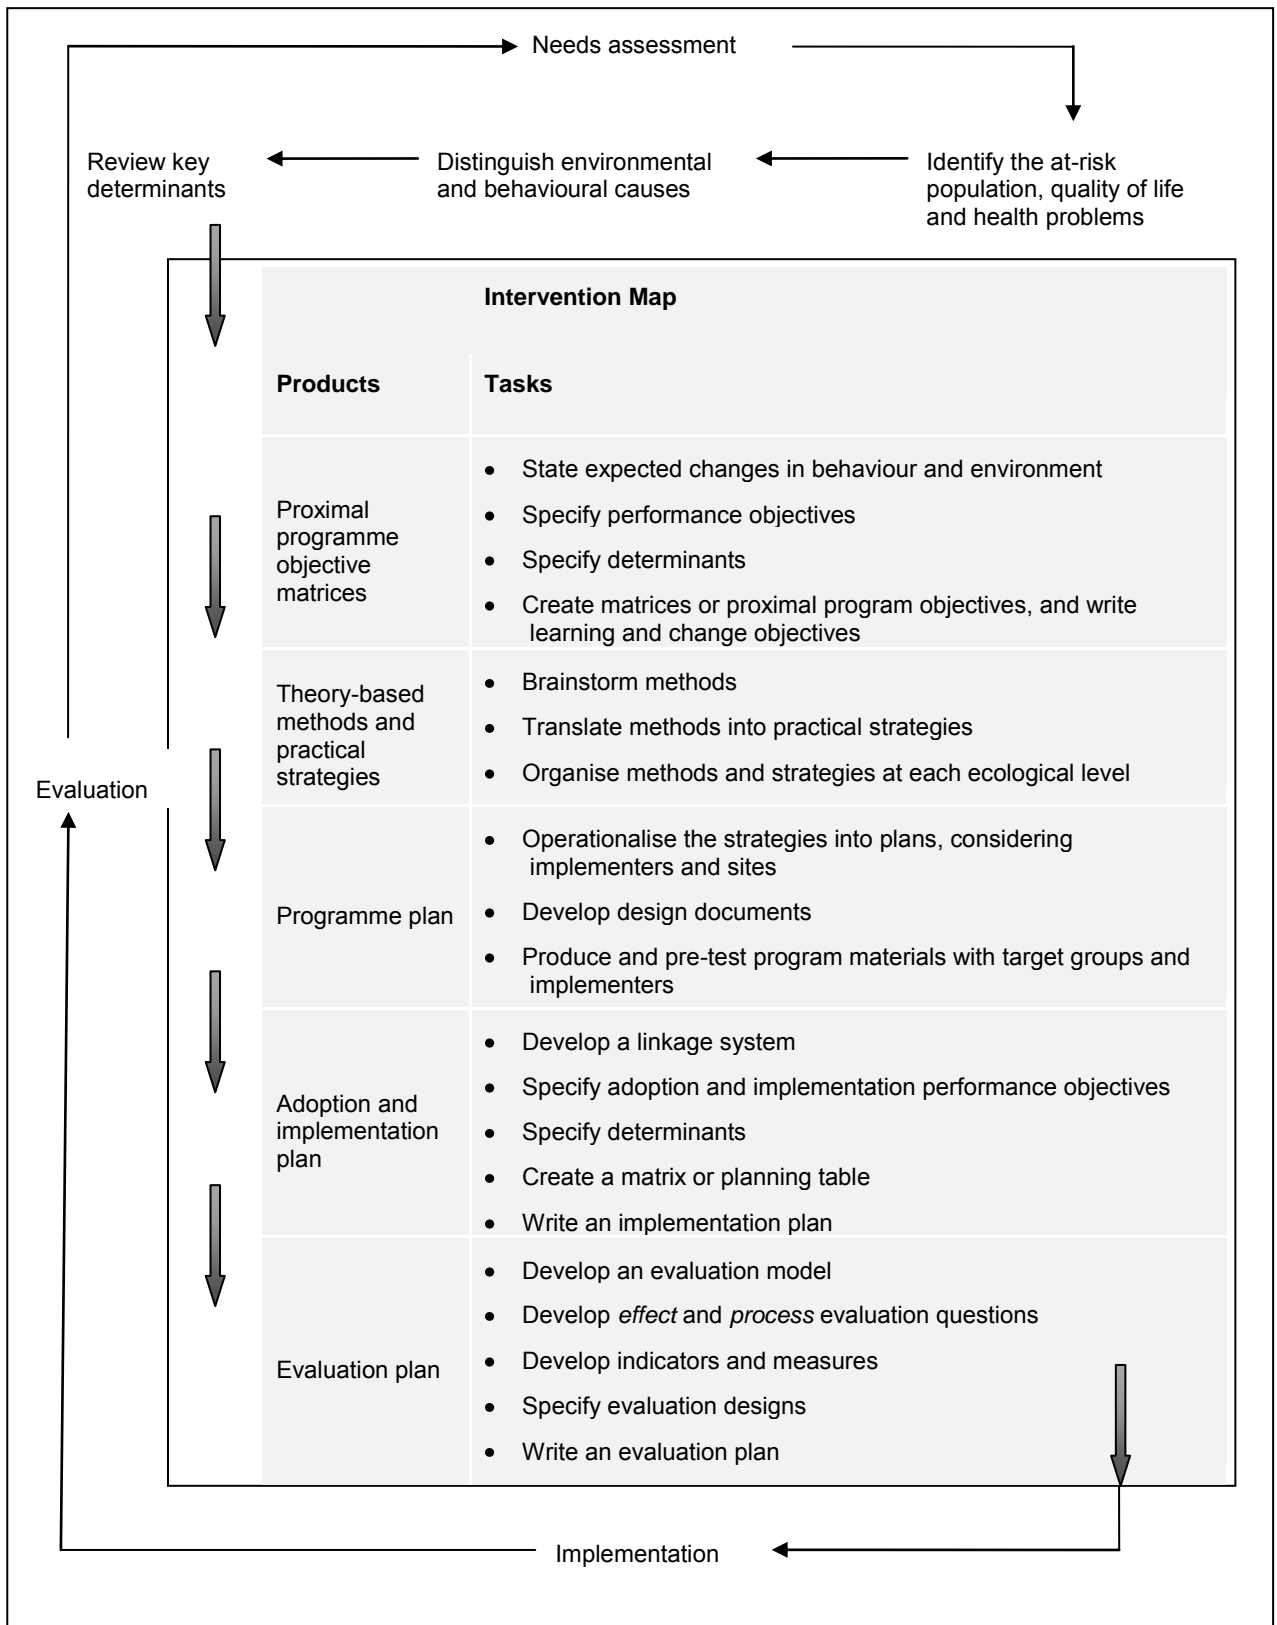 Needs assessment
Review key
determinants
Distinguish environmental
and behavioural causes
Identify the at-risk
population, quality of life
and health problems
Intervention Map
Products
Tasks
Proximal
programme
objective
matrices
• State expected changes in behaviour and environment
• Specify performance objectives
• Specify determinants
• Create matrices or proximal program objectives, and write
learning and change objectives
Theory-based
methods and
practical
strategies
• Brainstorm methods
• Translate methods into practical strategies
• Organise methods and strategies at each ecological level
Evaluation
Programme plan
• Operationalise the strategies into plans, considering
implementers and sites
• Develop design documents
• Produce and pre-test program materials with target groups and
implementers
Adoption and
implementation
plan
• Develop a linkage system
• Specify adoption and implementation performance objectives
• Specify determinants
• Create a matrix or planning table
• Write an implementation plan
Evaluation plan
• Develop an evaluation model
• Develop effect and process evaluation questions
• Develop indicators and measures
• Specify evaluation designs
• Write an evaluation plan
Implementation